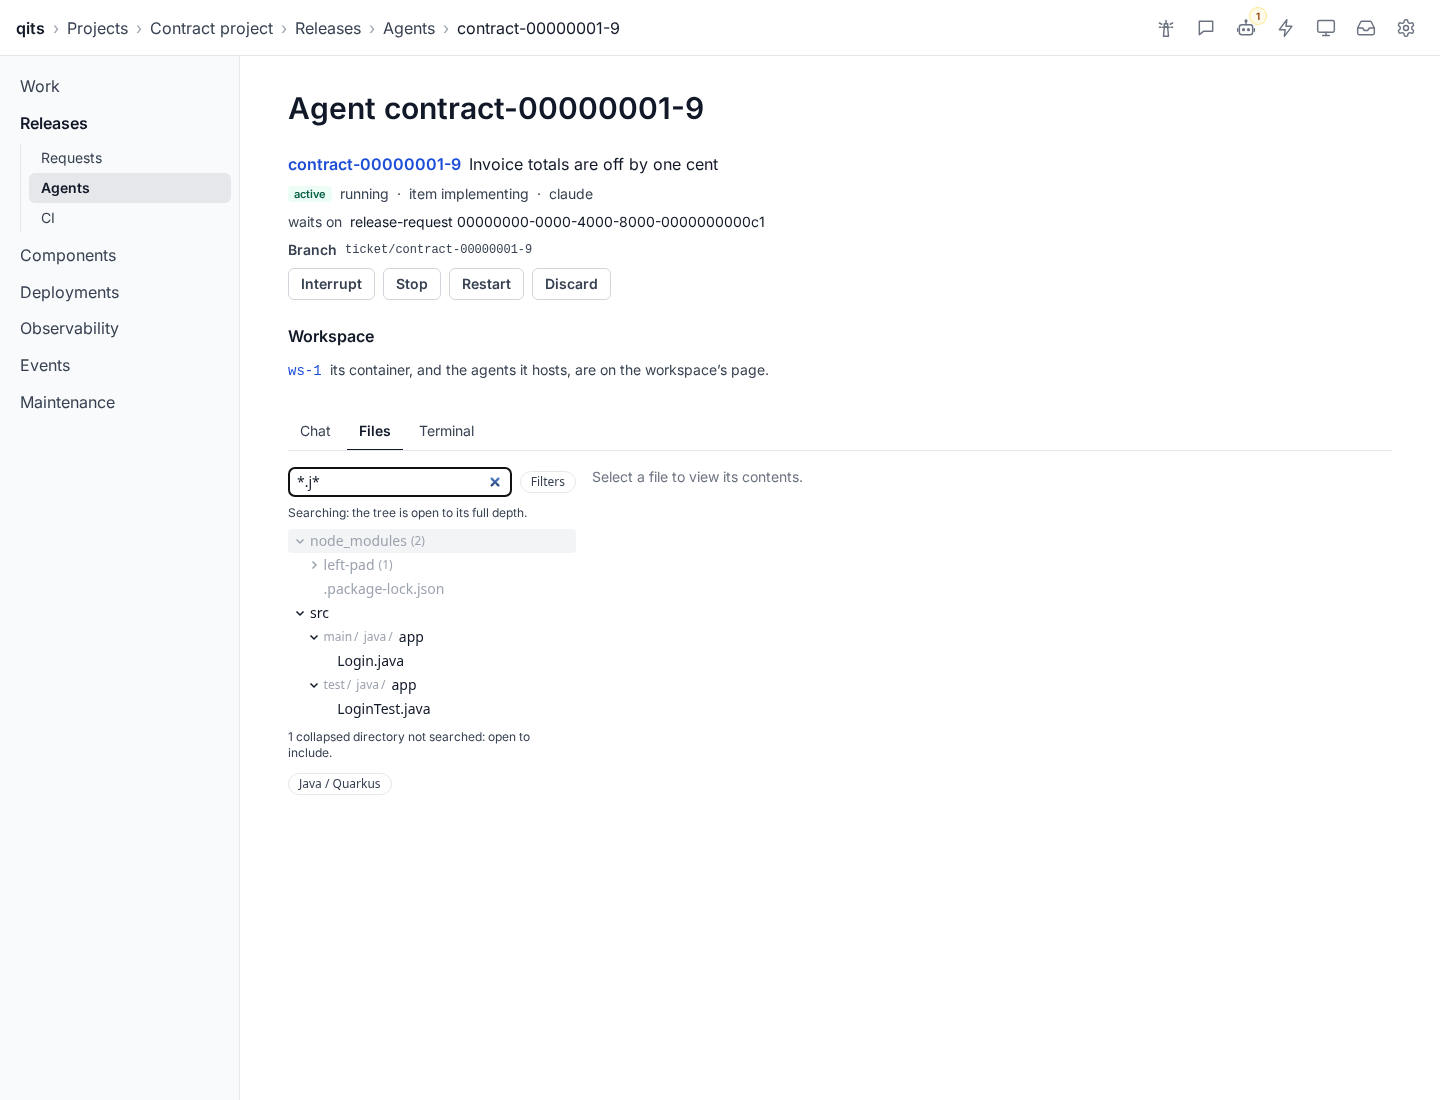 qits › Projects › Contract project › Releases › Agents › contract-00000001-9
1
Work
Releases
Requests
Agents
CI
Components
Deployments
Observability
Events
Maintenance
Agent contract-00000001-9
contract-00000001-9 Invoice totals are off by one cent
active running · item implementing · claude
waits on release-request 00000000-0000-4000-8000-0000000000c1
Branch ticket/contract-00000001-9
Interrupt Stop Restart Discard
Workspace
ws-1 its container, and the agents it hosts, are on the workspace’s page.
Chat Files Terminal
*.j* Filters
Select a file to view its contents.
Searching: the tree is open to its full depth.
node_modules (2)
left-pad (1)
.package-lock.json
src
main/ java/ app
Login.java
test/ java/ app
LoginTest.java
1 collapsed directory not searched: open to
include.
Java / Quarkus